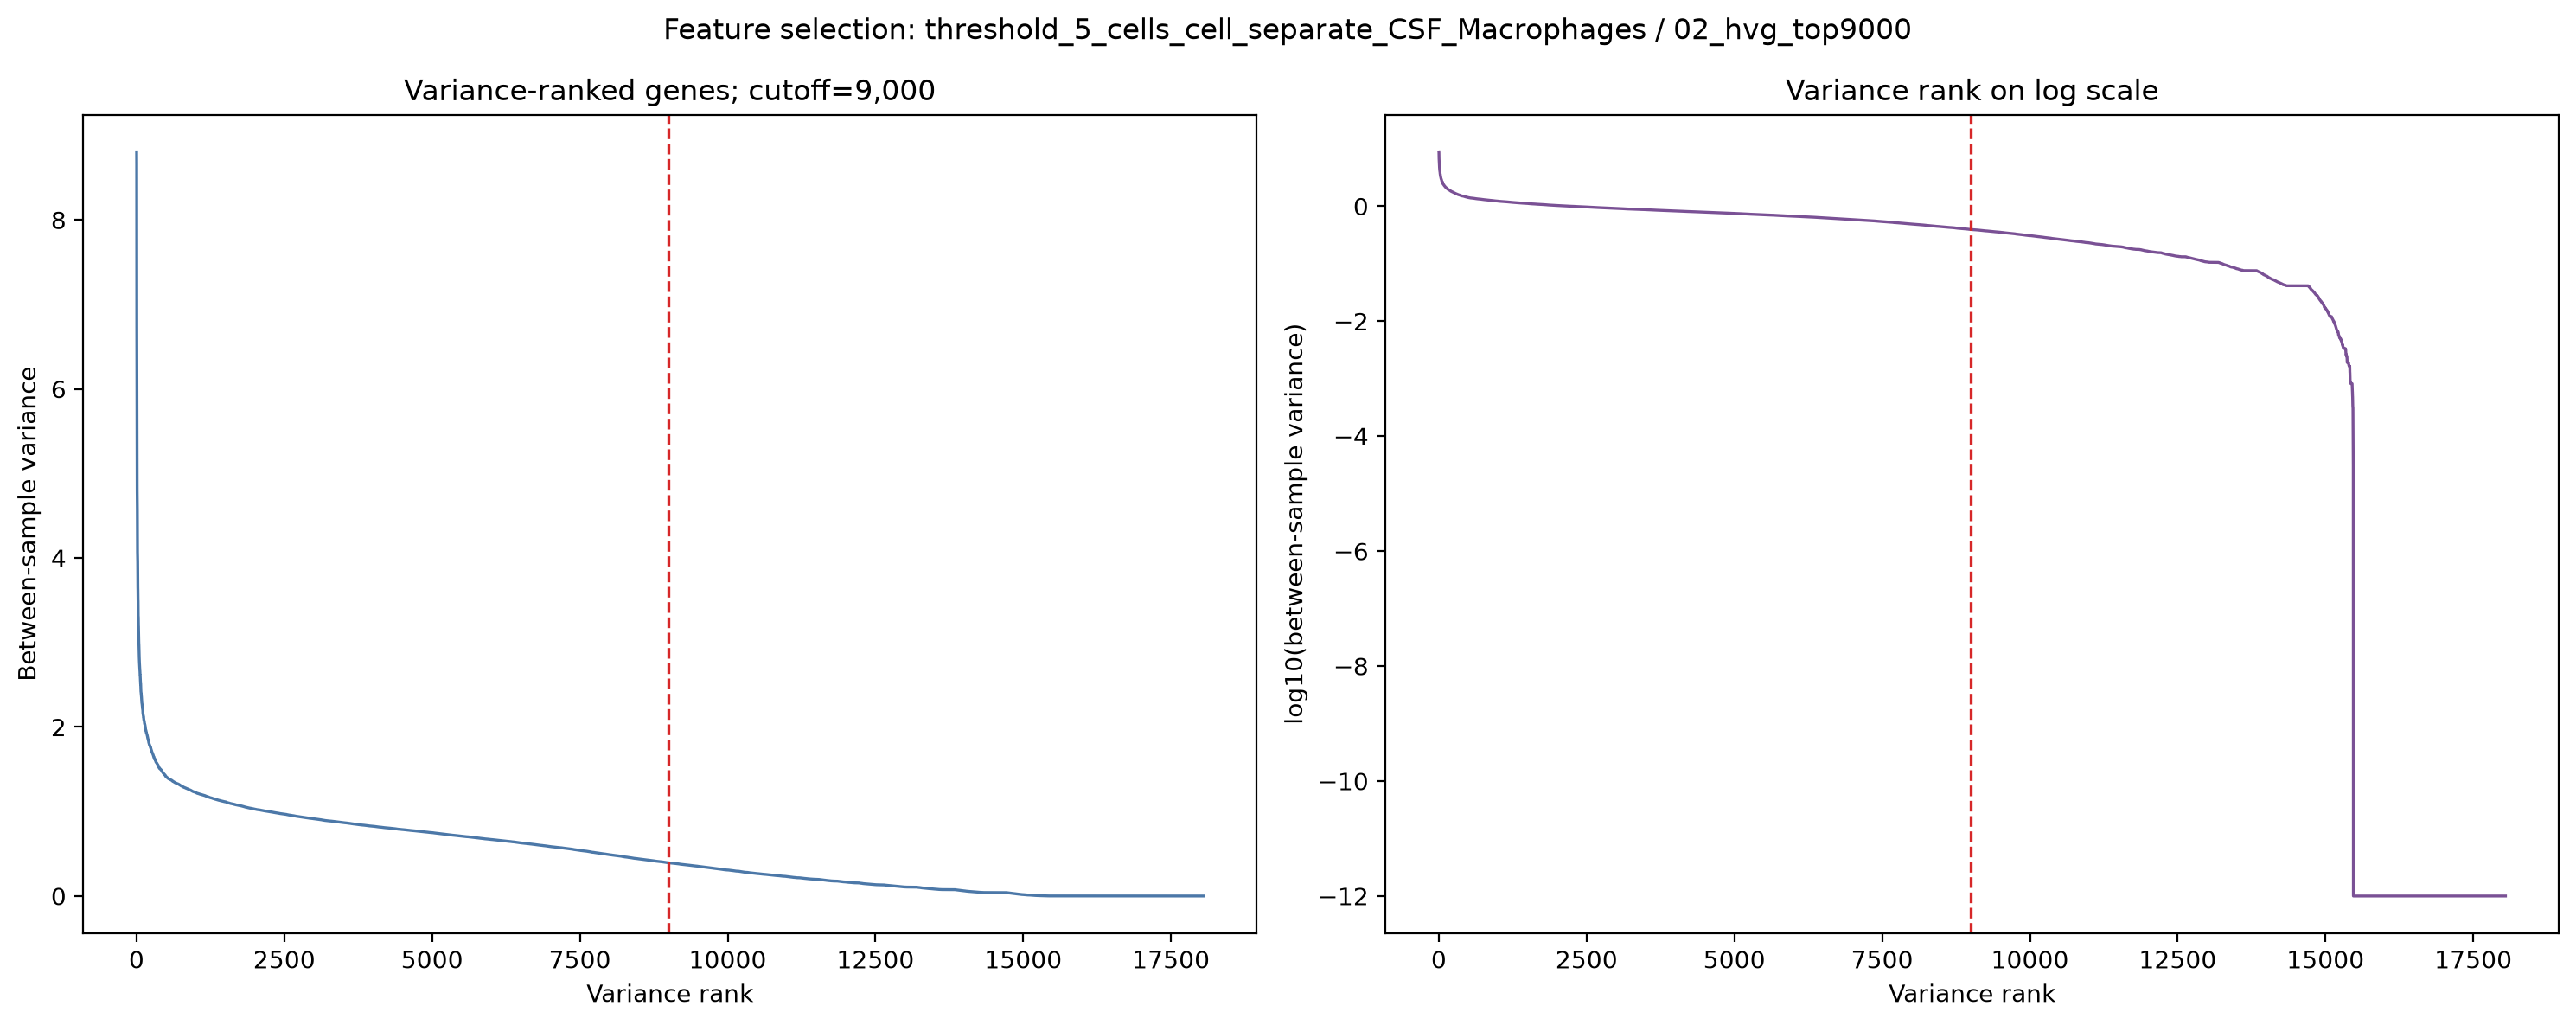 Feature selection: threshold_5_cells_cell_separate_CSF_Macrophages / 02_hvg_top9000
Variance-ranked genes; cutoff=9,000
Between-sample variance
8
6
4
2
0
0 2500 5000 7500 10000 12500 15000 17500
Variance rank
Variance rank on log scale
log10(between-sample variance)
0
−2
−4
−6
−8
−10
−12
0 2500 5000 7500 10000 12500 15000 17500
Variance rank